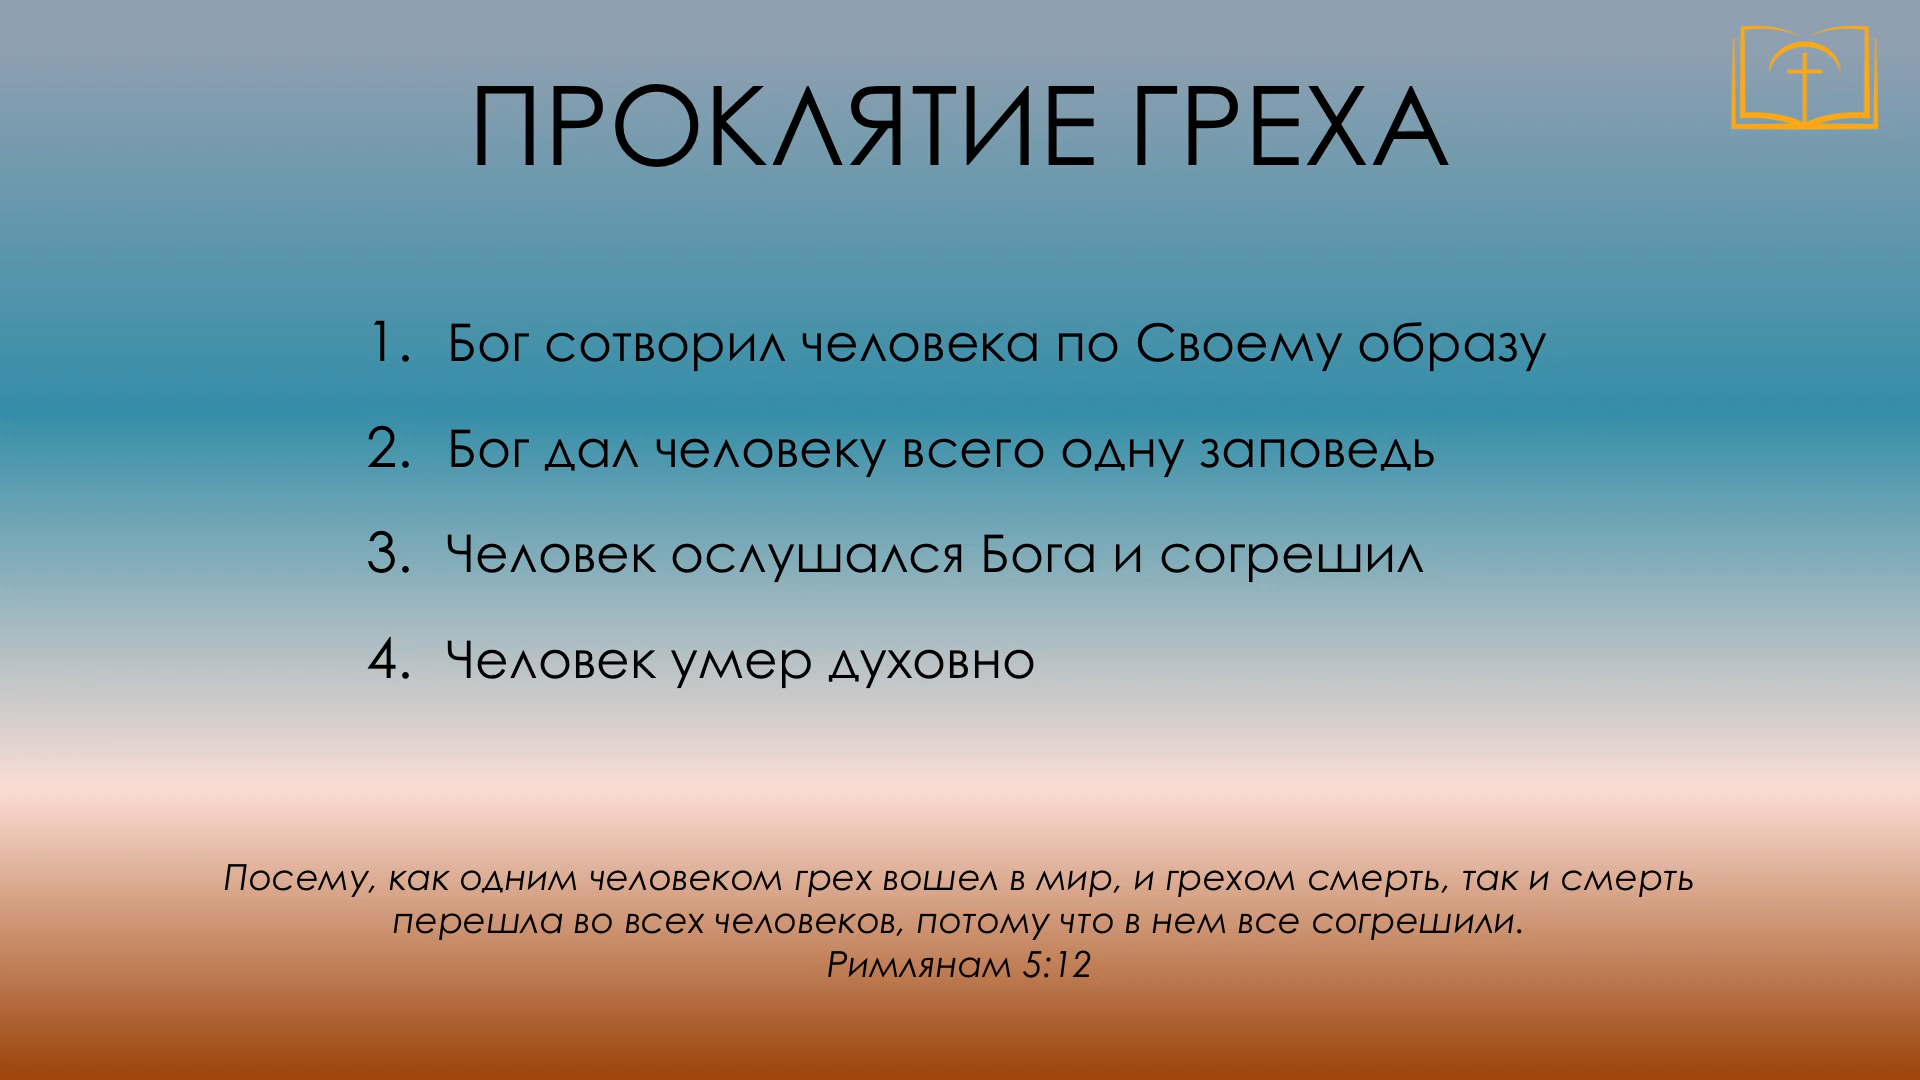 ПРОКЛЯТИЕ ГРЕХА
1. Бог сотворил человека по Своему образу
2. Бог дал человеку всего одну заповедь
3. Человек ослушался Бога и согрешил
4. Человек умер духовно
Посему, как одним человеком грех вошел в мир, и грехом смерть, так и смерть
перешла во всех человеков, потому что в нем все согрешили.
Римлянам 5:12